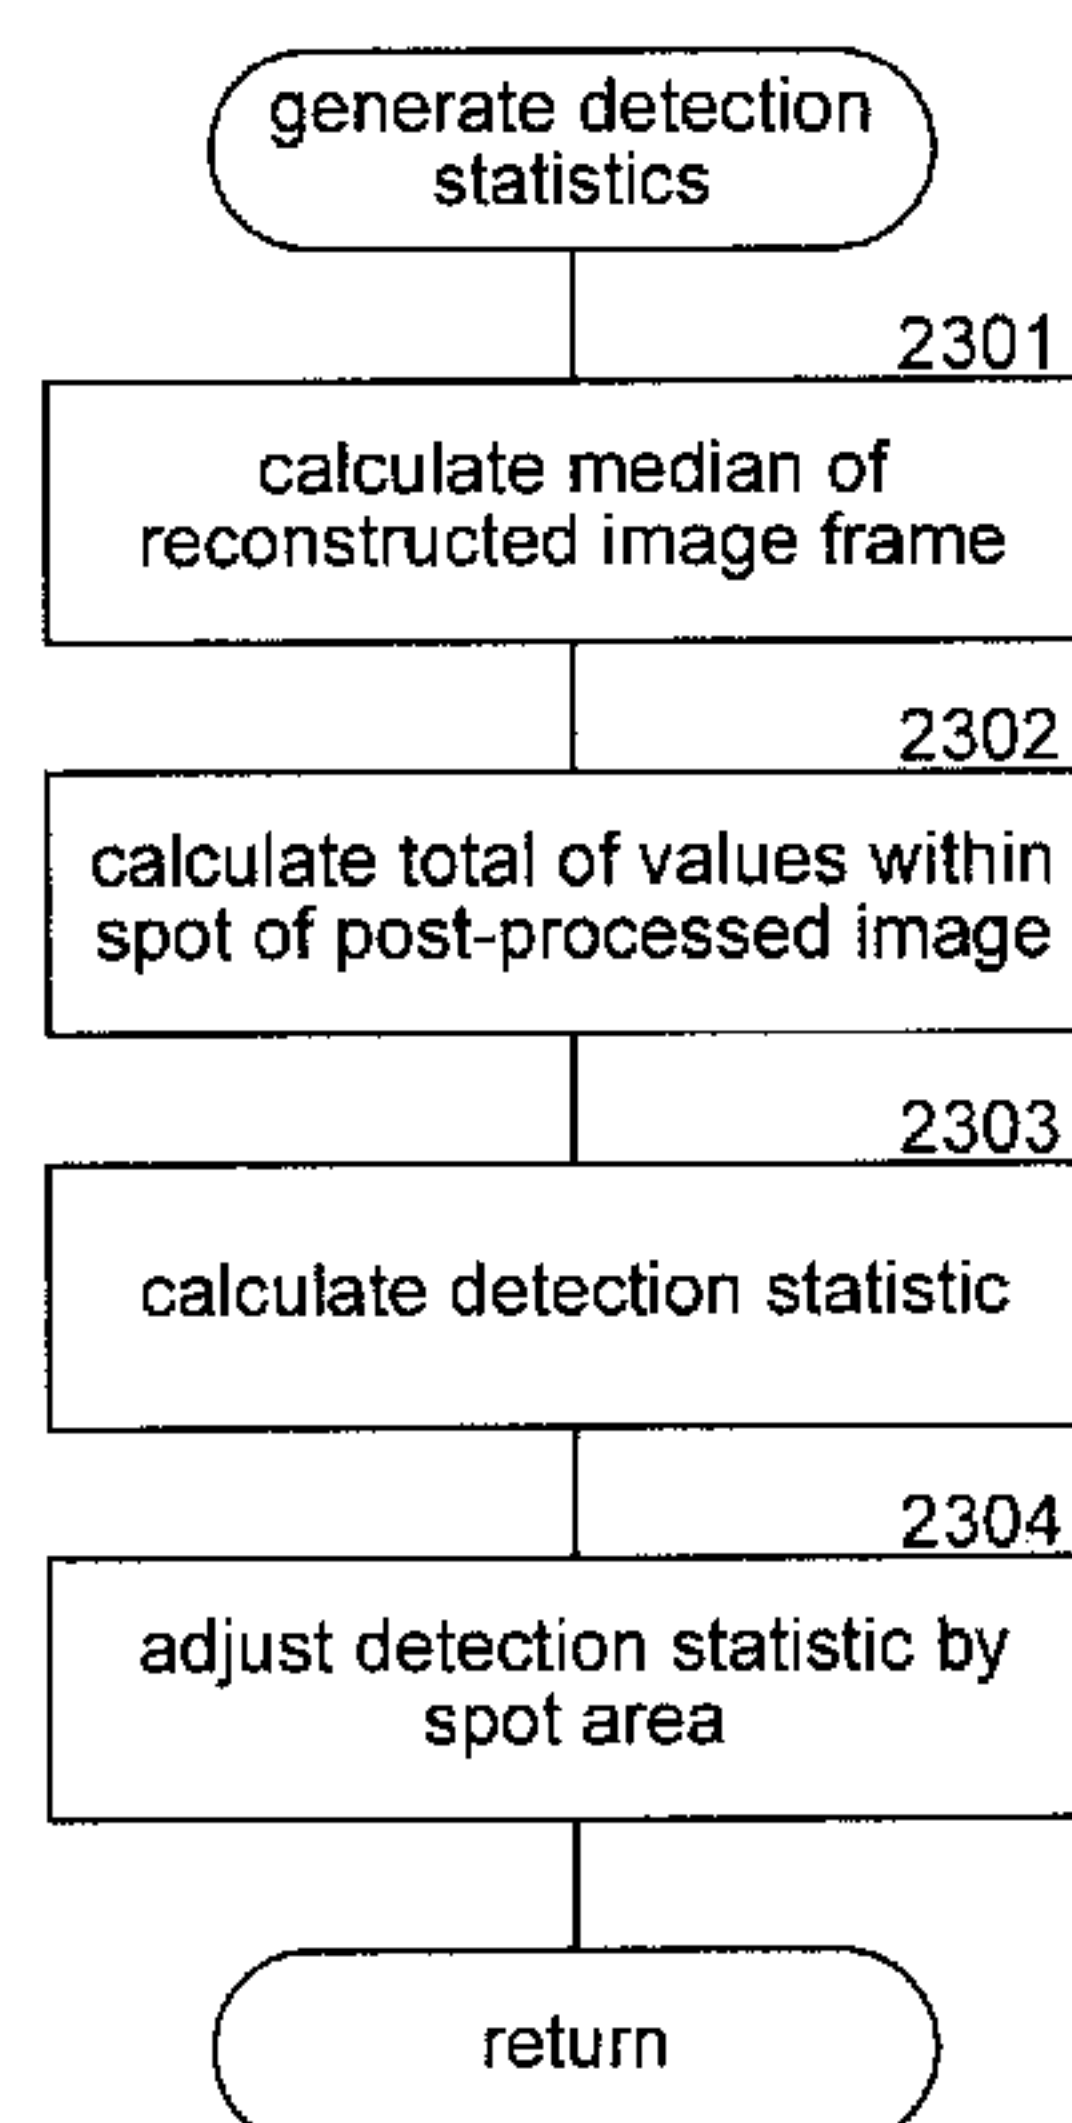 generate detection
statistics
2301
calculate median of
reconstructed image frame
2302
calculate total of values within
spot of post-processed image
2303
calculate detection statistic
2304
adjust detection statistic by
spot area
return